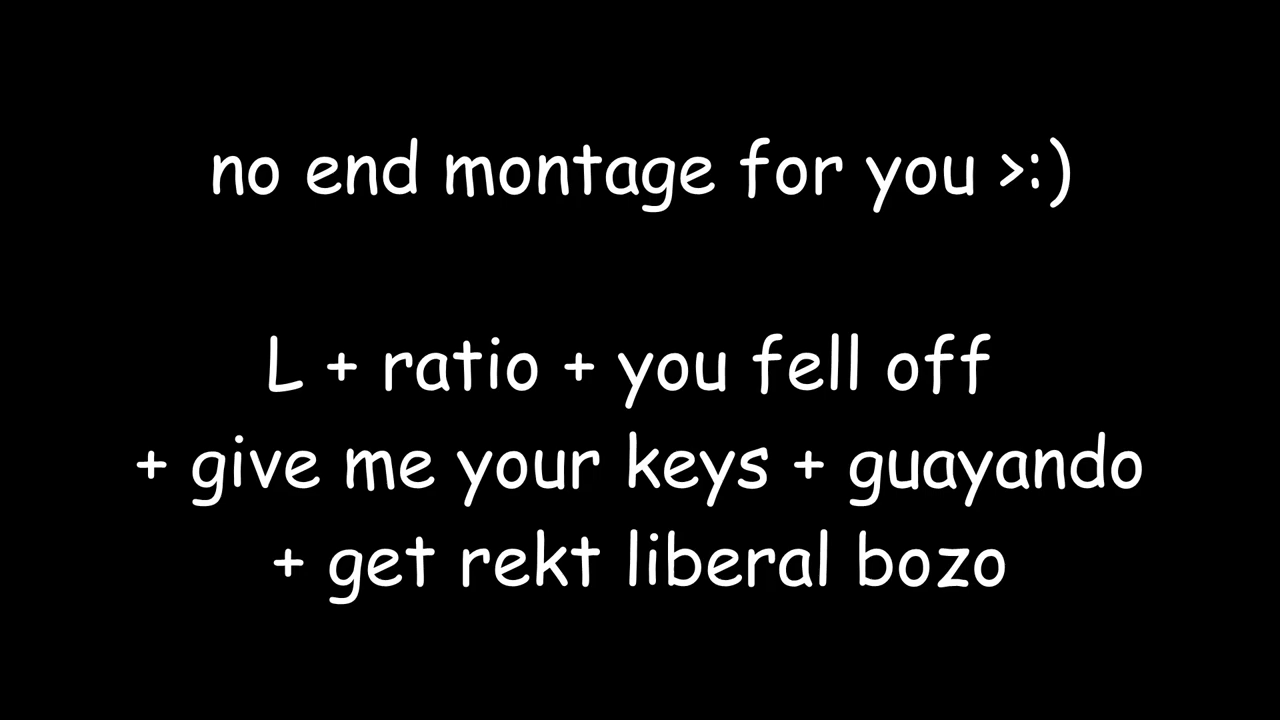 no end montage for you >:)
L + ratio + you fell off
+ give me your keys + guayando
+ get rekt liberal bozo